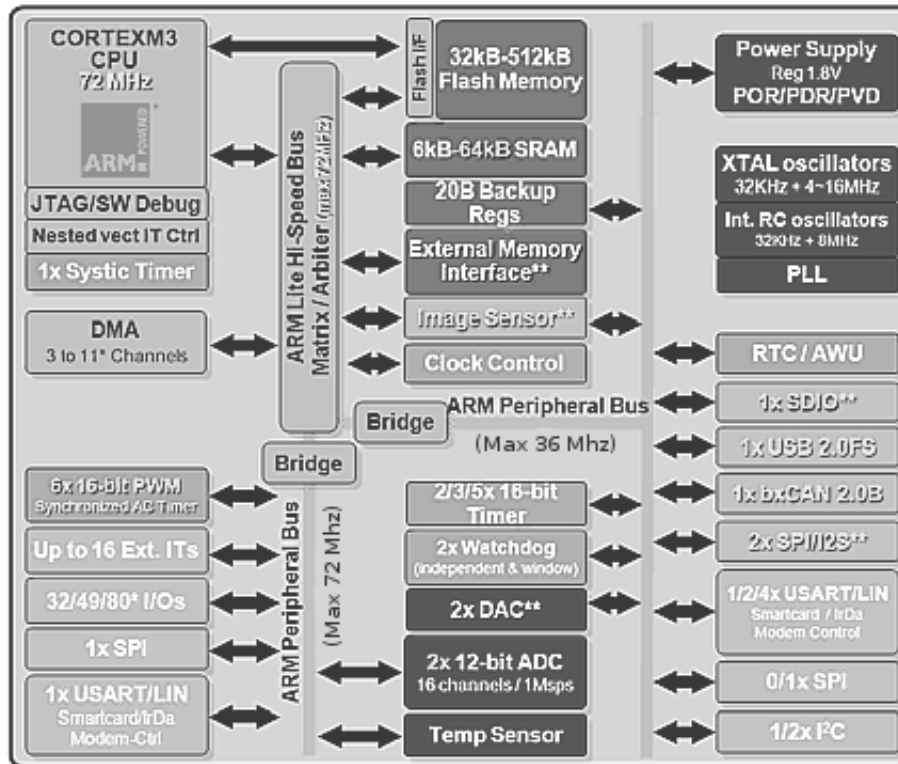 CORTEXM3
CPU
72 MHz
ARM
POWERED
JTAG/SW Debug
Nested vect IT Ctrl
1x Systic Timer
DMA
3 to 11* Channels
ARM Lite Hi-Speed Bus
Matrix / Arbiter (max 72MHz)
Flash I/F
32kB-512kB
Flash Memory
6kB-64kB SRAM
20B Backup
Regs
External Memory
Interface**
Image Sensor**
Clock Control
Power Supply
Reg 1.8V
POR/PDR/PVD
XTAL oscillators
32KHz + 4~16MHz
Int. RC oscillators
32KHz + 8MHz
PLL
Bridge
ARM Peripheral Bus
(Max 36 Mhz)
Bridge
6x 16-bit PWM
Synchronized AC Timer
Up to 16 Ext. ITs
32/49/80* I/Os
1x SPI
1x USART/LIN
Smartcard/IrDa
Modem-Ctrl
ARM Peripheral Bus
(Max 72 Mhz)
2/3/5x 16-bit
Timer
2x Watchdog
(independent & window)
2x DAC**
2x 12-bit ADC
16 channels / 1Msps
Temp Sensor
RTC / AWU
1x SDIO**
1x USB 2.0FS
1x bxCAN 2.0B
2x SPI/I2S**
1/2/4x USART/LIN
Smartcard / IrDa
Modem Control
0/1x SPI
1/2x I²C